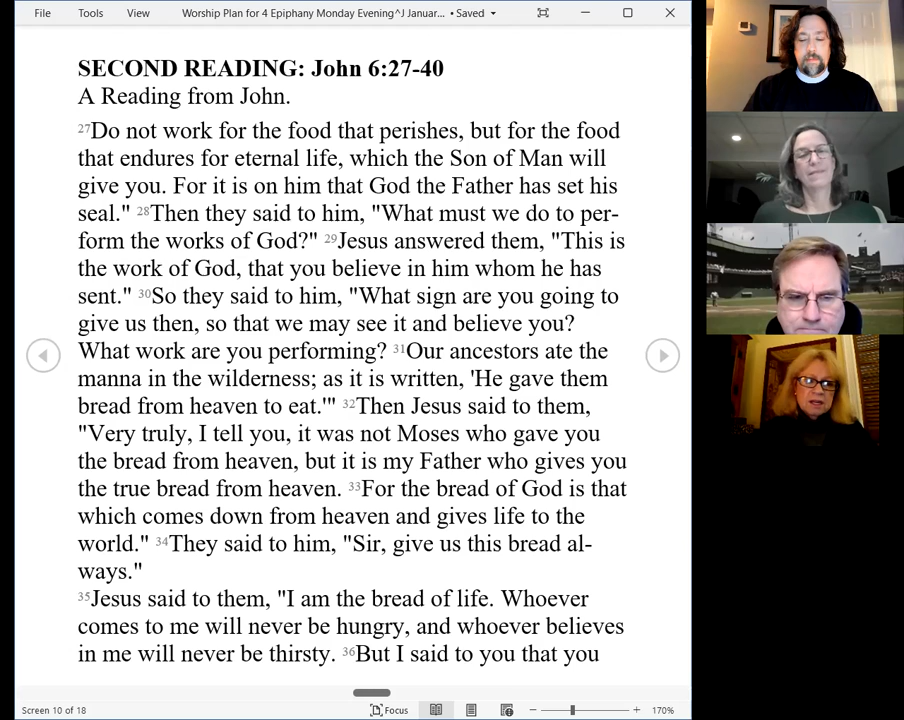 File Tools View Worship Plan for 4 Epiphany Monday Evening^J Januar... • Saved
SECOND READING: John 6:27-40
A Reading from John.
27Do not work for the food that perishes, but for the food
that endures for eternal life, which the Son of Man will
give you. For it is on him that God the Father has set his
seal." 28Then they said to him, "What must we do to per-
form the works of God?" 29Jesus answered them, "This is
the work of God, that you believe in him whom he has
sent." 30So they said to him, "What sign are you going to
give us then, so that we may see it and believe you?
What work are you performing? 31Our ancestors ate the
manna in the wilderness; as it is written, 'He gave them
bread from heaven to eat.'" 32Then Jesus said to them,
"Very truly, I tell you, it was not Moses who gave you
the bread from heaven, but it is my Father who gives you
the true bread from heaven. 33For the bread of God is that
which comes down from heaven and gives life to the
world." 34They said to him, "Sir, give us this bread al-
ways."
35Jesus said to them, "I am the bread of life. Whoever
comes to me will never be hungry, and whoever believes
in me will never be thirsty. 36But I said to you that you
Screen 10 of 18 Focus 170%